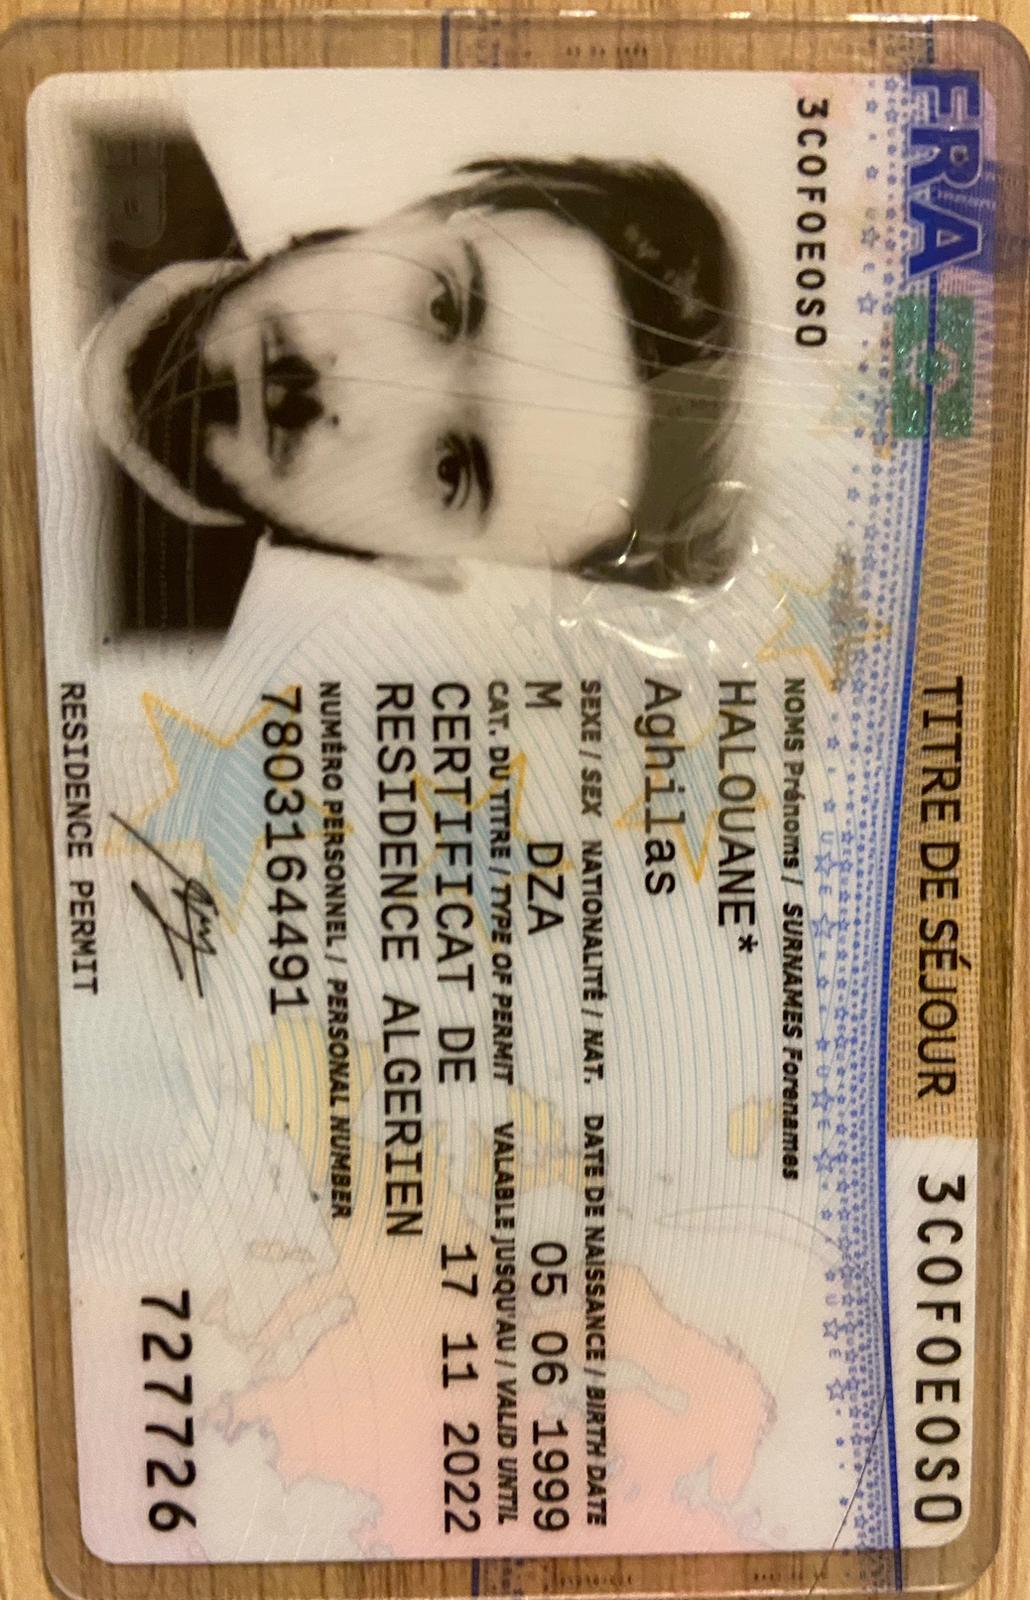 FRA
TITRE DE SÉJOUR
3C0F0E0S0
3C0F0E0S0
NOMS Prénoms / SURNAMES Forenames
HALOUANE*
Aghilas
SEXE / SEX NATIONALITÉ / NAT. DATE DE NAISSANCE / BIRTH DATE
M DZA 05 06 1999
CAT. DU TITRE / TYPE OF PERMIT VALABLE JUSQU'AU / VALID UNTIL
CERTIFICAT DE 17 11 2022
RESIDENCE ALGERIEN
NUMÉRO PERSONNEL / PERSONAL NUMBER
7803164491
RESIDENCE PERMIT
727726